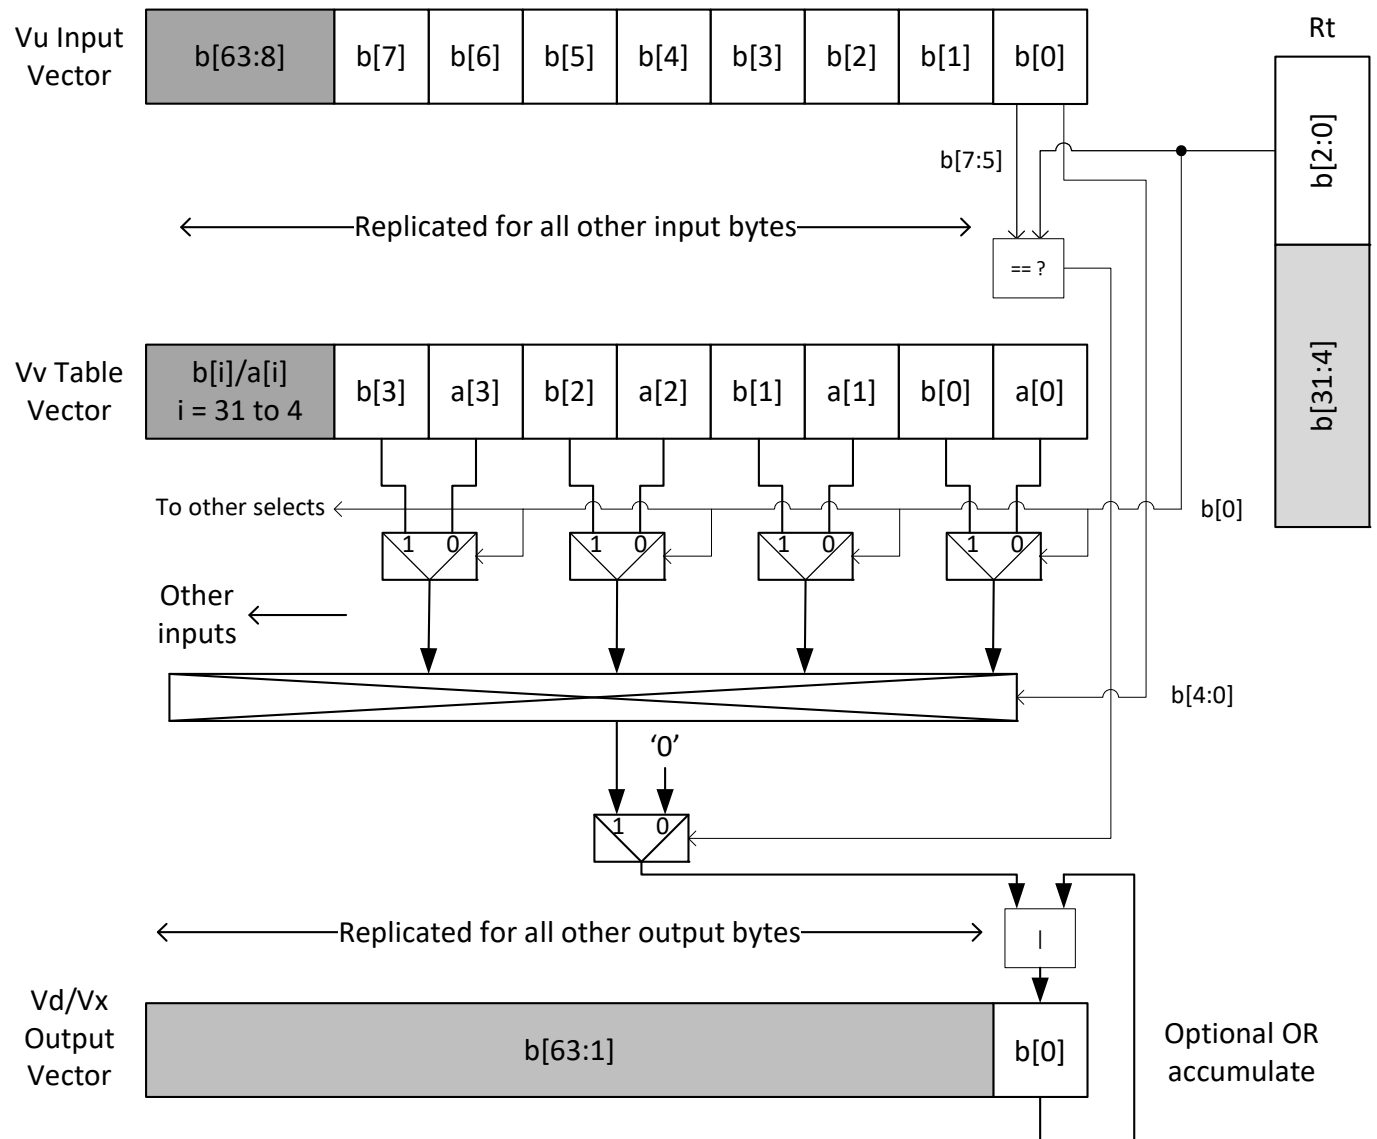 Vu Input
Vector
b[63:8]
b[7]
b[6]
b[5]
b[4]
b[3]
b[2]
b[1]
b[0]
Rt
b[2:0]
b[31:4]
b[7:5]
Replicated for all other input bytes
== ?
Vv Table
Vector
b[i]/a[i]
i = 31 to 4
b[3]
a[3]
b[2]
a[2]
b[1]
a[1]
b[0]
a[0]
To other selects
b[0]
1 0
1 0
1 0
1 0
Other
inputs
b[4:0]
‘0’
1 0
Replicated for all other output bytes
|
Vd/Vx
Output
Vector
b[63:1]
b[0]
Optional OR
accumulate